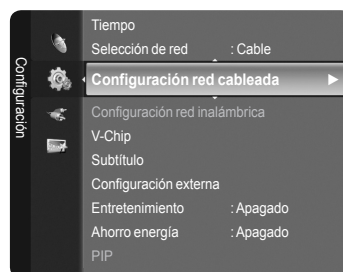 Configuración
Tiempo
Selección de red : Cable
Configuración red cableada
Configuración red inalámbrica
V-Chip
Subtítulo
Configuración externa
Entretenimiento : Apagado
Ahorro energía : Apagado
PIP